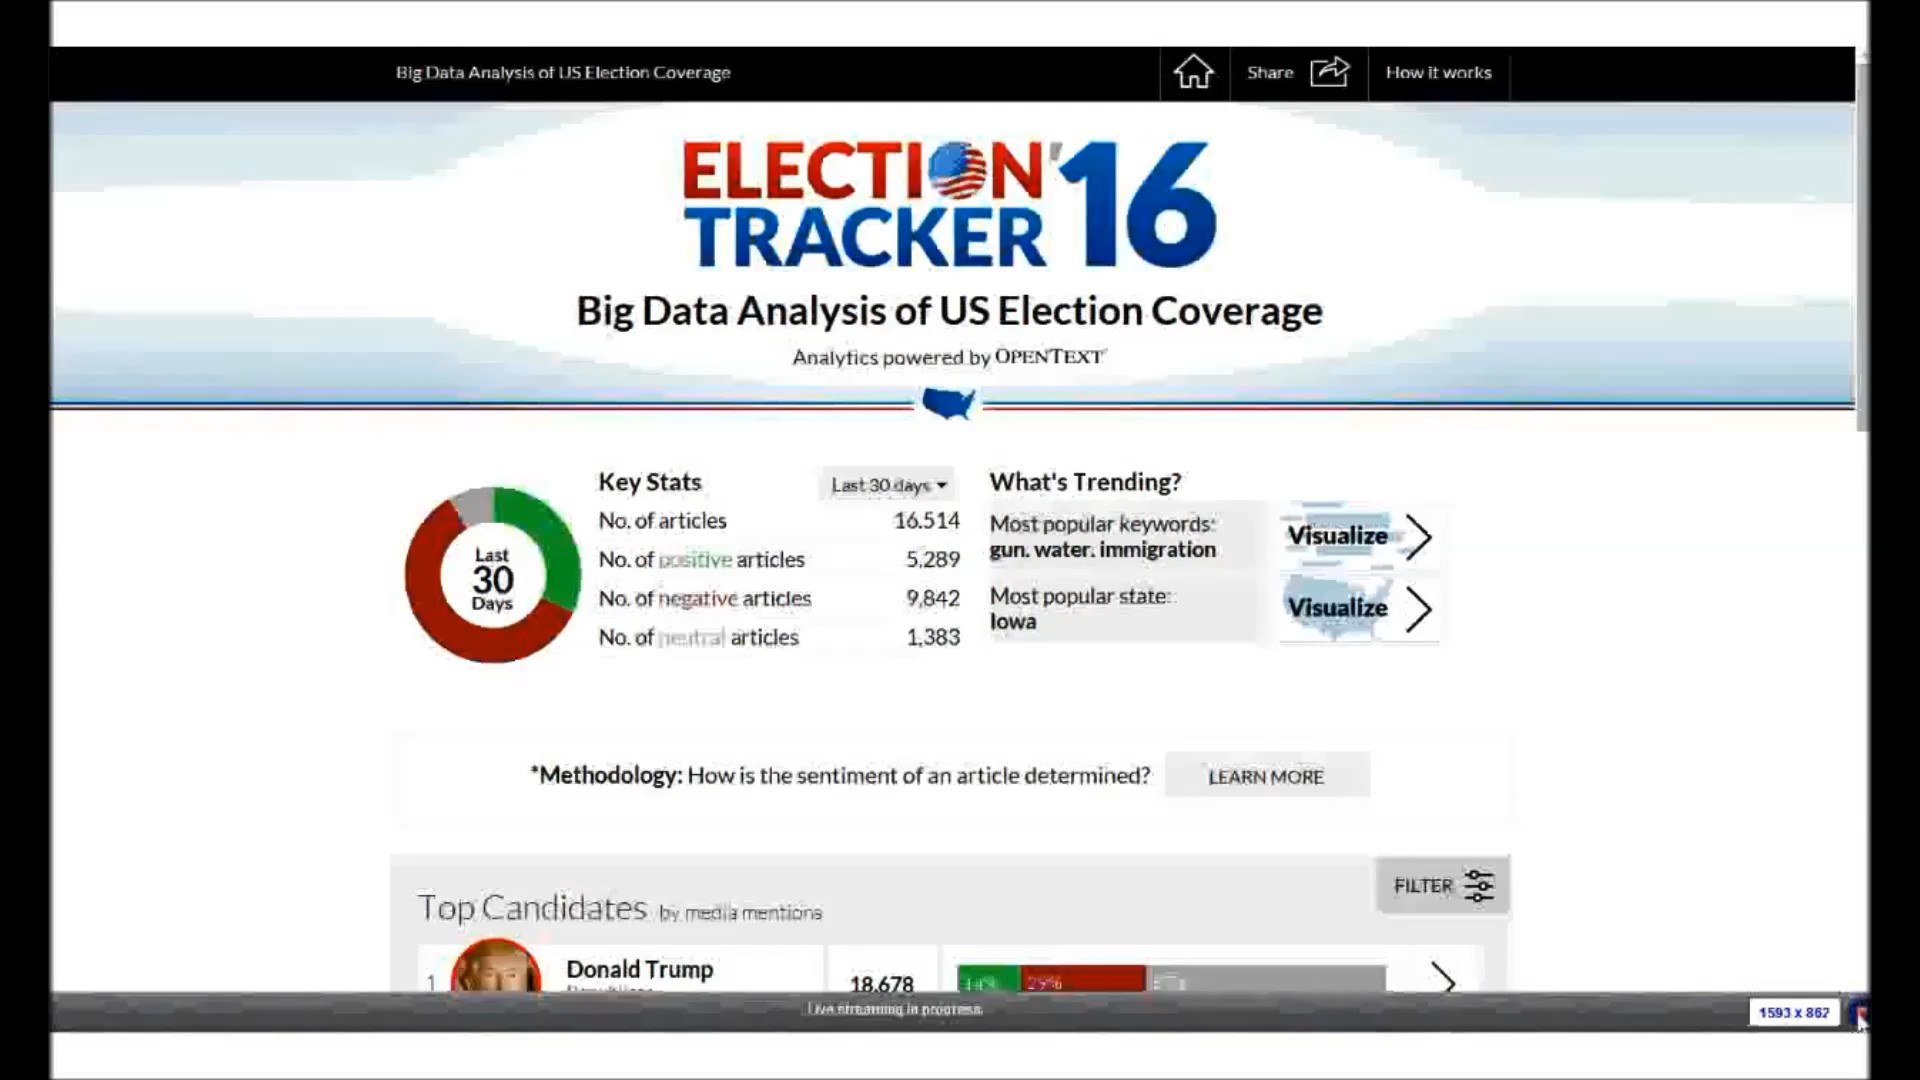 Big Data Analysis of US Election Coverage
Share
How it works
ELECTION '16
TRACKER
Big Data Analysis of US Election Coverage
Analytics powered by OPENTEXT
Key Stats
Last 30 days
What's Trending?
Last
30
Days
No. of articles 16,514
No. of positive articles 5,289
No. of negative articles 9,842
No. of neutral articles 1,383
Most popular keywords:
gun, water, immigration
Visualize
Most popular state:
Iowa
Visualize
*Methodology: How is the sentiment of an article determined?
LEARN MORE
FILTER
Top Candidates by media mentions
1
Donald Trump
18,678
14%
29%
Live streaming in progress
1593 x 862